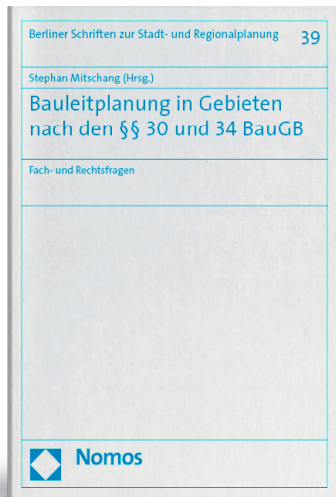 Berliner Schriften zur Stadt- und Regionalplanung 39
Stephan Mitschang (Hrsg.)
Bauleitplanung in Gebieten
nach den §§ 30 und 34 BauGB
Fach- und Rechtsfragen
Nomos